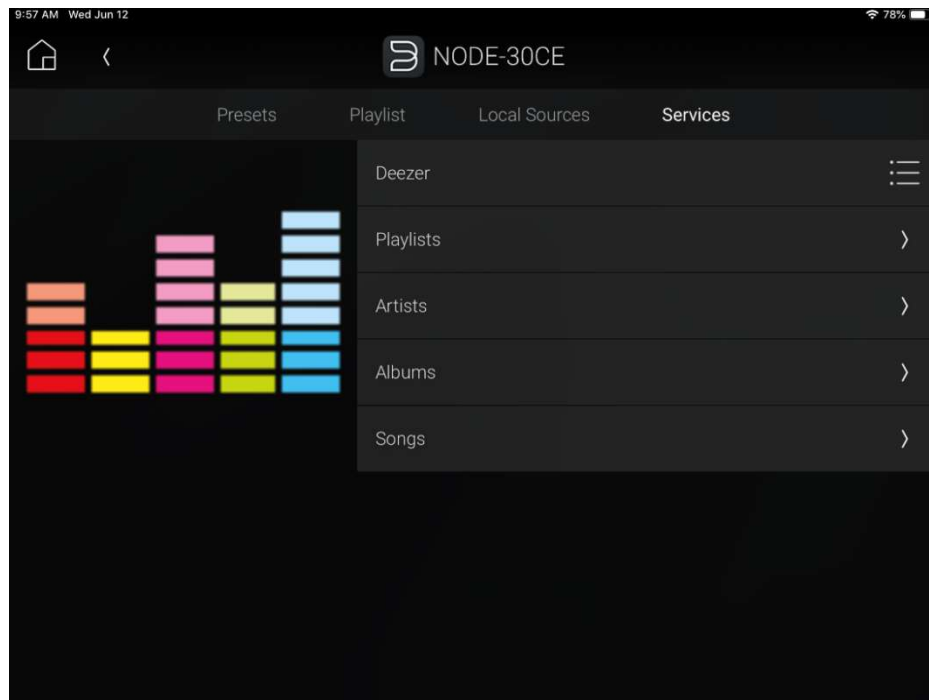 9:57 AM Wed Jun 12 78%
NODE-30CE
Presets Playlist Local Sources Services
Deezer
Playlists
Artists
Albums
Songs